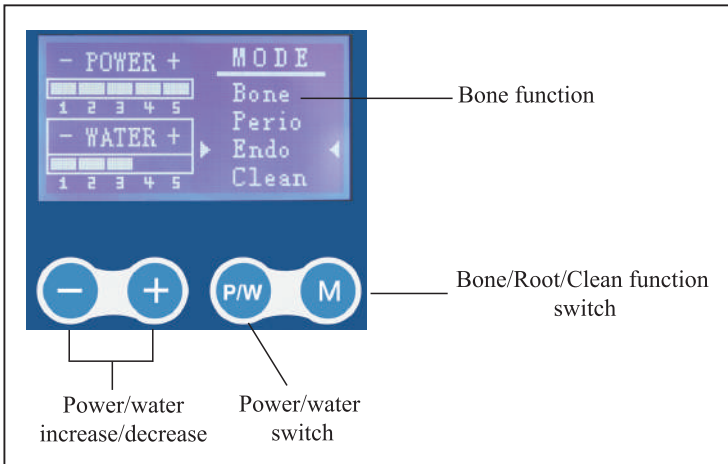 - POWER +
1 2 3 4 5
- WATER +
1 2 3 4 5
MODE
Bone
Perio
Endo
Clean
Bone function
− +
P/W M
Bone/Root/Clean function
switch
Power/water
increase/decrease
Power/water
switch